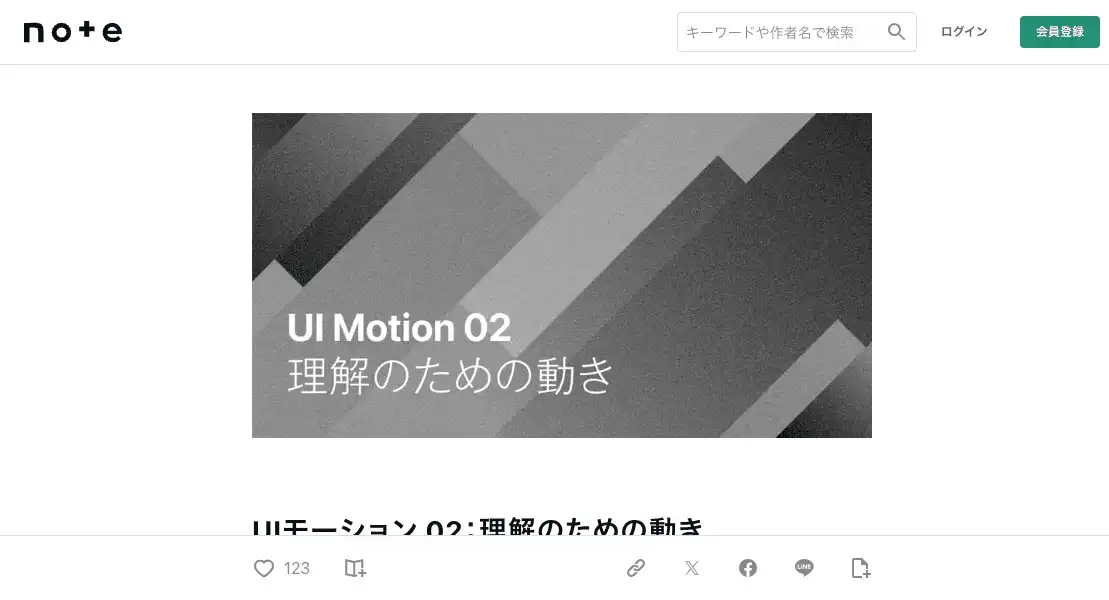 note
キーワードや作者名で検索
ログイン
会員登録
UI Motion 02
理解のための動き
UIモーション 02：理解のための動き
123
LINE